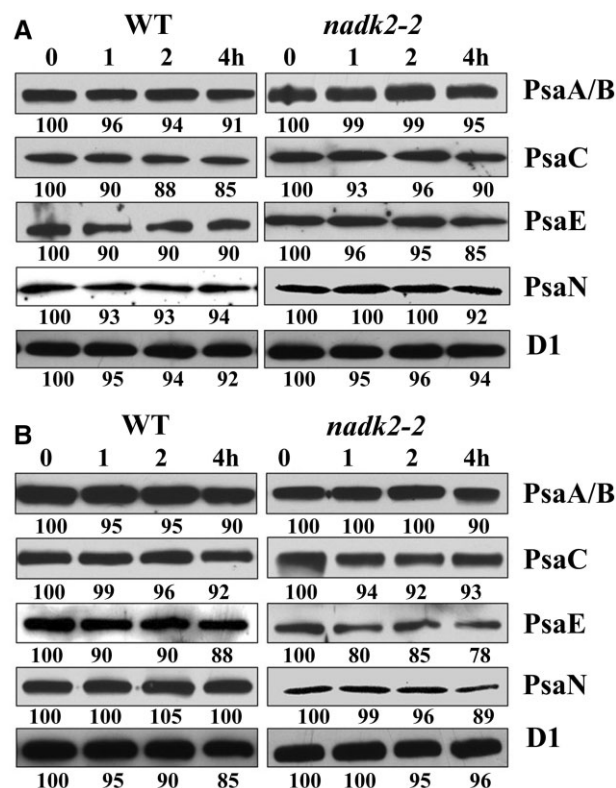 A WT nadk2-2
0 1 2 4h 0 1 2 4h
PsaA/B
100 96 94 91 100 99 99 95
PsaC
100 90 88 85 100 93 96 90
PsaE
100 90 90 90 100 96 95 85
PsaN
100 93 93 94 100 100 100 92
D1
100 95 94 92 100 95 96 94
B WT nadk2-2
0 1 2 4h 0 1 2 4h
PsaA/B
100 95 95 90 100 100 100 90
PsaC
100 99 96 92 100 94 92 93
PsaE
100 90 90 88 100 80 85 78
PsaN
100 100 105 100 100 99 96 89
D1
100 95 90 85 100 100 95 96